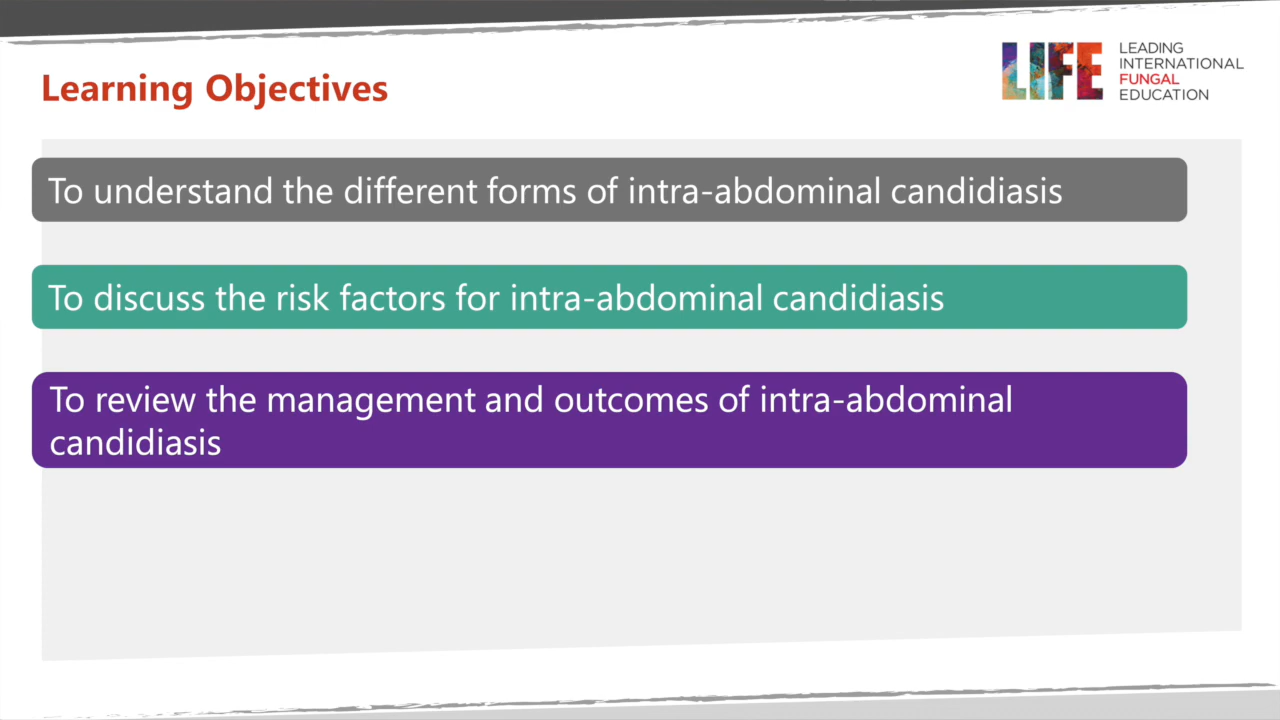 Learning Objectives
LIFE
LEADING
INTERNATIONAL
FUNGAL
EDUCATION
To understand the different forms of intra-abdominal candidiasis
To discuss the risk factors for intra-abdominal candidiasis
To review the management and outcomes of intra-abdominal
candidiasis